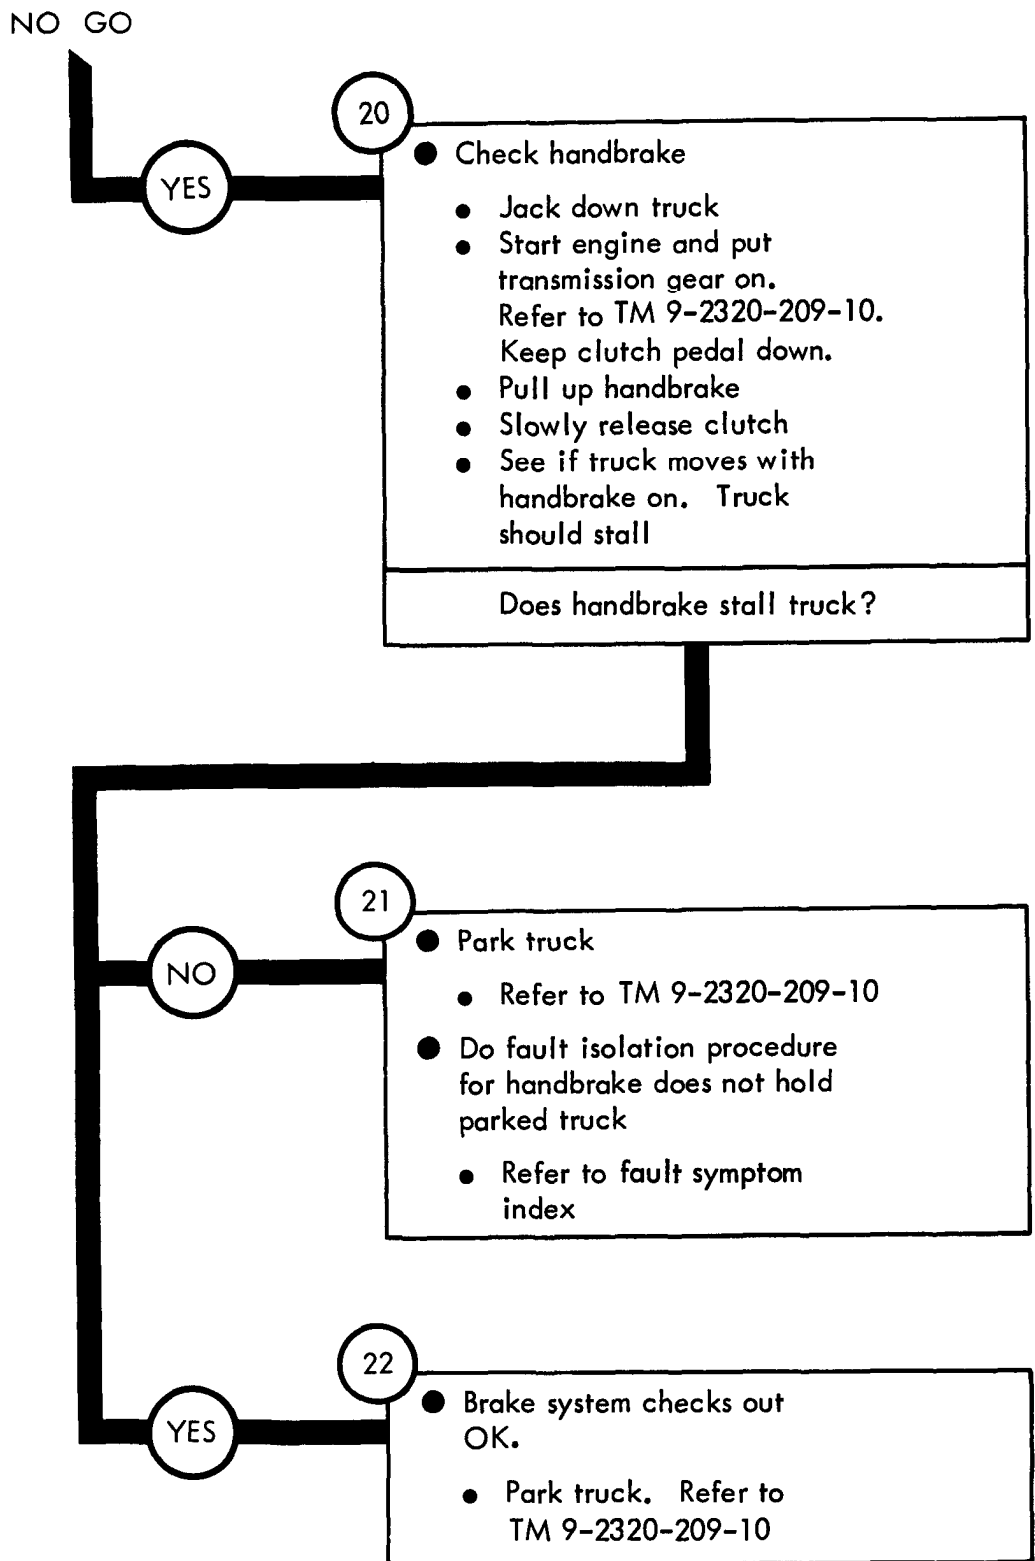 NO GO
20
● Check handbrake
YES
● Jack down truck
● Start engine and put
transmission gear on.
Refer to TM 9-2320-209-10.
Keep clutch pedal down.
● Pull up handbrake
● Slowly release clutch
● See if truck moves with
handbrake on. Truck
should stall
Does handbrake stall truck?
21
● Park truck
NO
● Refer to TM 9-2320-209-10
● Do fault isolation procedure
for handbrake does not hold
parked truck
● Refer to fault symptom
index
22
● Brake system checks out
OK.
YES
● Park truck. Refer to
TM 9-2320-209-10